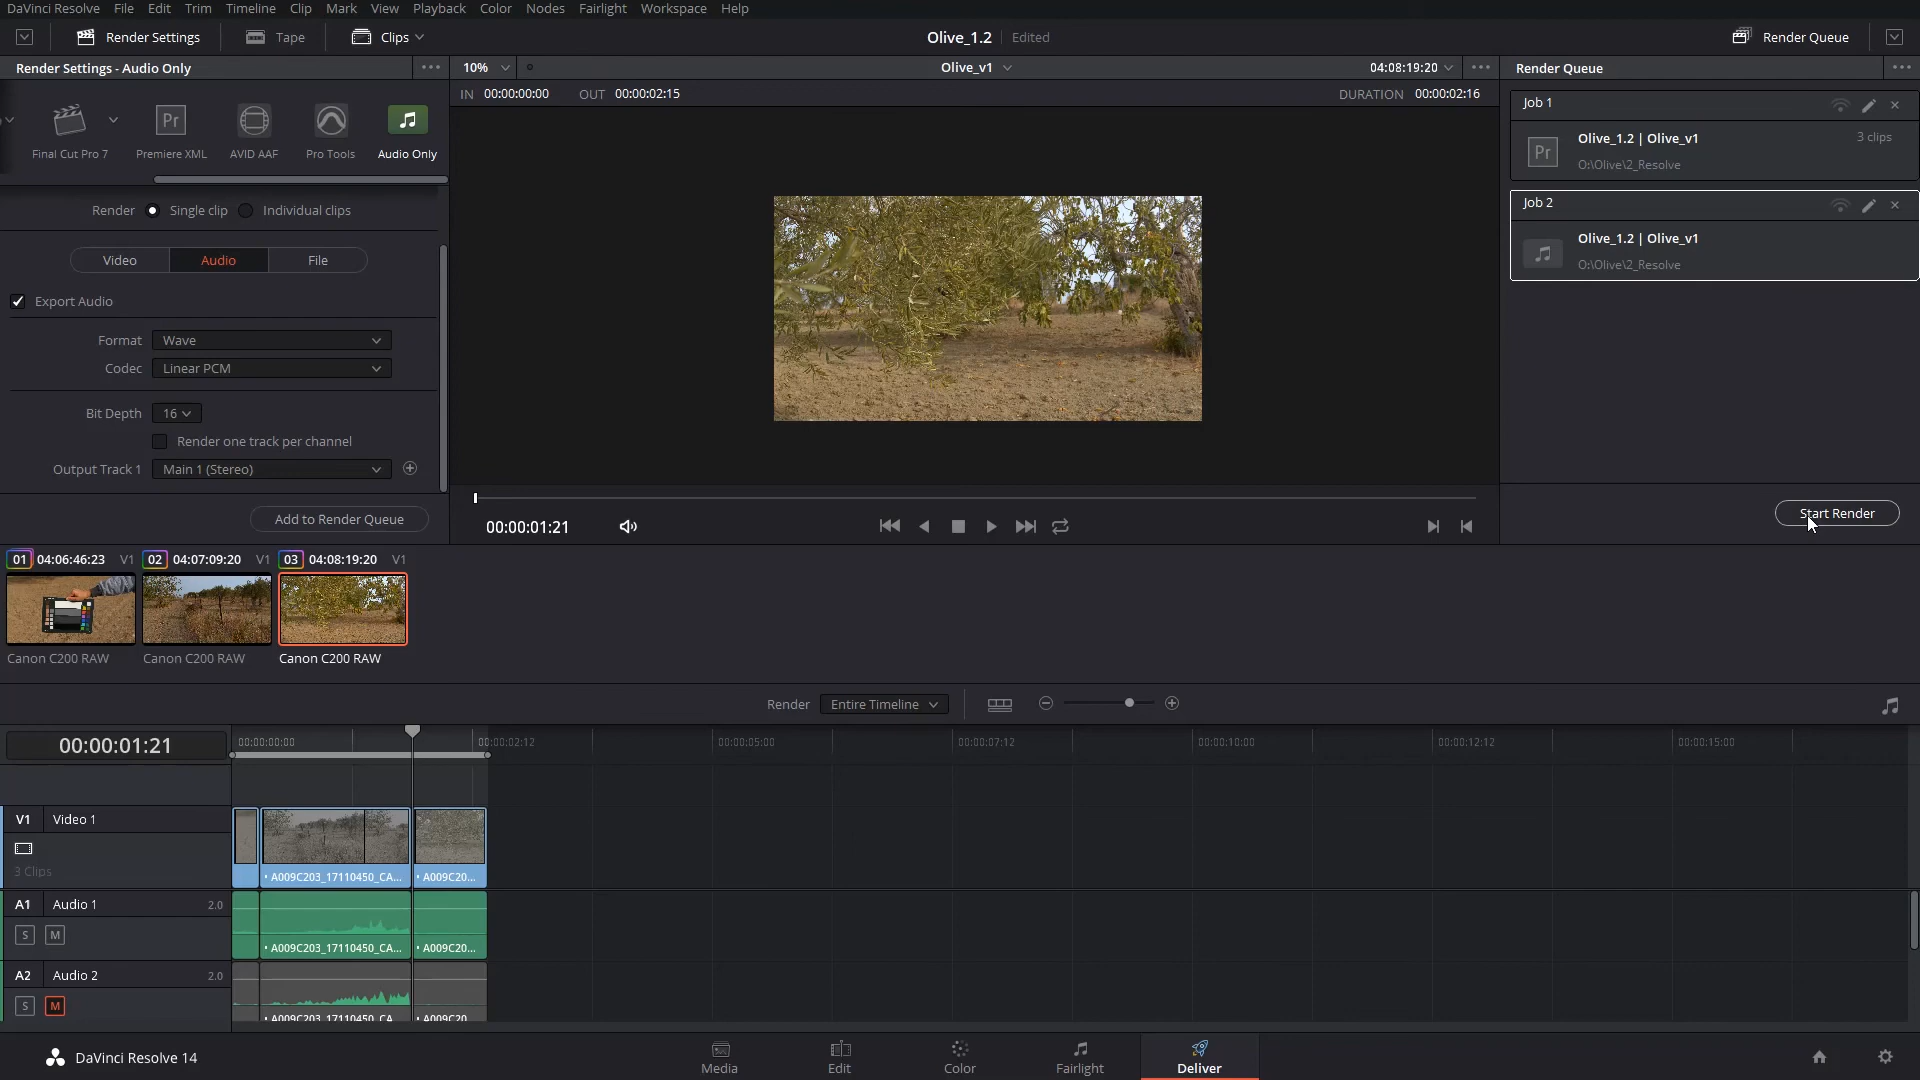 DaVinci Resolve File Edit Trim Timeline Clip Mark View Playback Color Nodes Fairlight Workspace Help
Render Settings Tape Clips Olive_1.2 Edited Render Queue
Render Settings - Audio Only 10% Olive_v1 04:08:19:20 Render Queue
IN 00:00:00:00 OUT 00:00:02:15 DURATION 00:00:02:16
Pr
Final Cut Pro 7 Premiere XML AVID AAF Pro Tools Audio Only
Job 1
Olive_1.2 | Olive_v1 3 clips
Pr
O:\Olive\2_Resolve
Job 2
Olive_1.2 | Olive_v1
O:\Olive\2_Resolve
Render Single clip Individual clips
Video Audio File
Export Audio
Format Wave
Codec Linear PCM
Bit Depth 16
Render one track per channel
Output Track 1 Main 1 (Stereo)
Add to Render Queue
00:00:01:21
Start Render
01 04:06:46:23 V1 02 04:07:09:20 V1 03 04:08:19:20 V1
Canon C200 RAW Canon C200 RAW Canon C200 RAW
Render Entire Timeline
00:00:01:21 00:00:00:00 00:00:02:12 00:00:05:00 00:00:07:12 00:00:10:00 00:00:12:12 00:00:15:00
V1 Video 1
3 Clips
• A009C203_17110450_CA... • A009C20...
A1 Audio 1 2.0
S M
• A009C203_17110450_CA... • A009C20...
A2 Audio 2 2.0
S M
• A009C203_17110450_CA • A009C20
DaVinci Resolve 14 Media Edit Color Fairlight Deliver